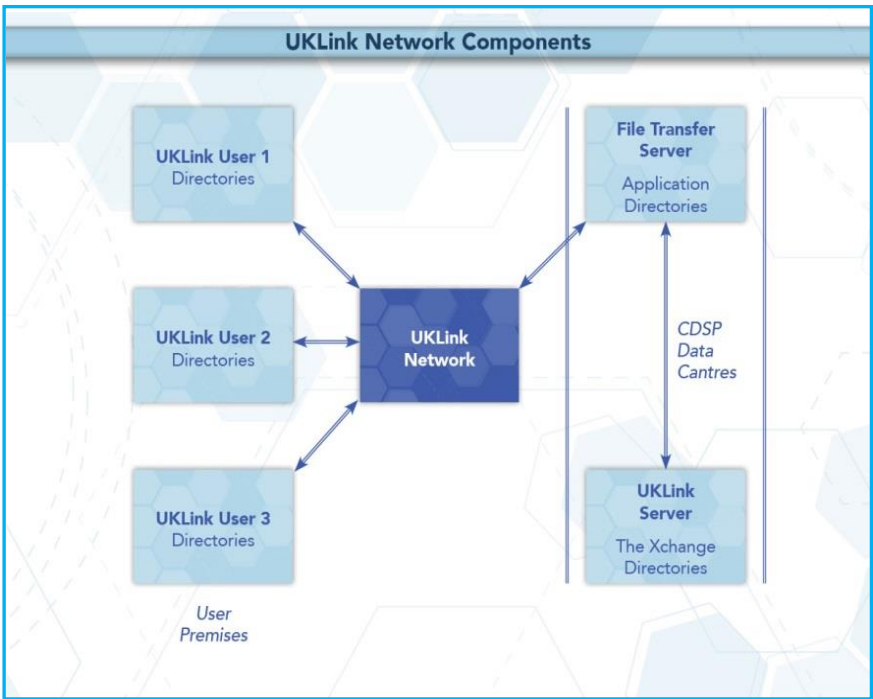 UKLink Network Components
UKLink User 1
Directories
UKLink User 2
Directories
UKLink User 3
Directories
User
Premises
UKLink
Network
File Transfer
Server
Application
Directories
CDSP
Data
Cantres
UKLink
Server
The Xchange
Directories